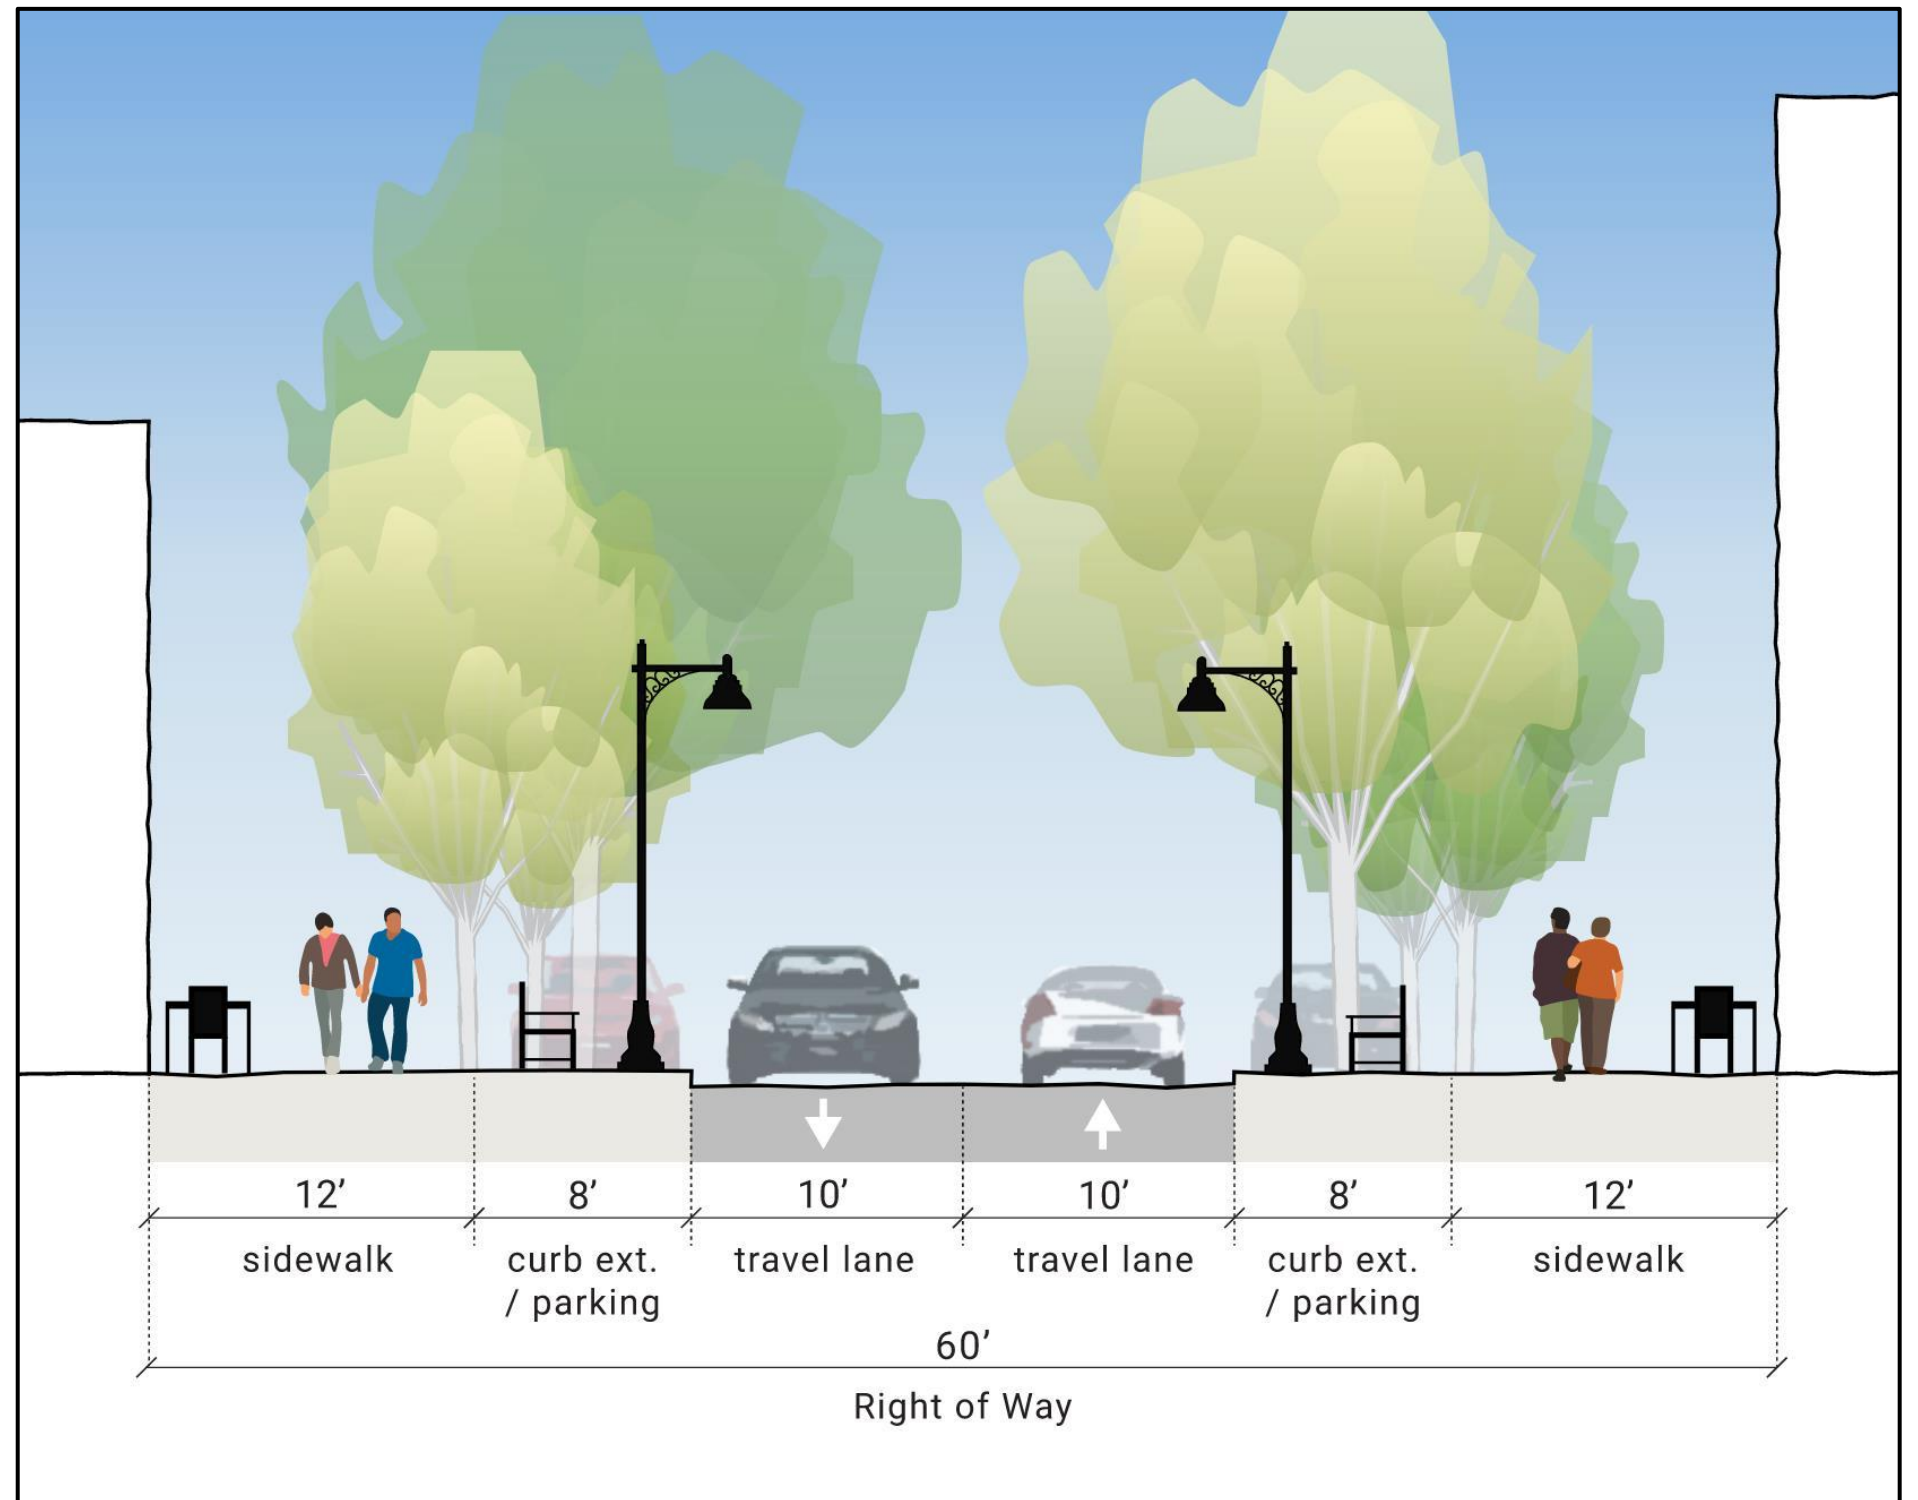 12’ 8’ 10’ 10’ 8’ 12’
sidewalk curb ext. travel lane travel lane curb ext. sidewalk
/ parking / parking
60’
Right of Way